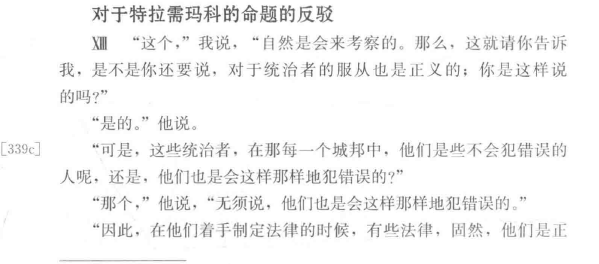 对于特拉需玛科的命题的反驳
XIII “这个，”我说，“自然是会来考察的。那么，这就请你告诉
我，是不是你还要说，对于统治者的服从也是正义的；你是这样说
的吗?”
“是的。”他说。
[339c] “可是，这些统治者，在那每一个城邦中，他们是些不会犯错误的
人呢，还是，他们也是会这样那样地犯错误的?”
“那个，”他说，“无须说，他们也是会这样那样地犯错误的。”
“因此，在他们着手制定法律的时候，有些法律，固然，他们是正